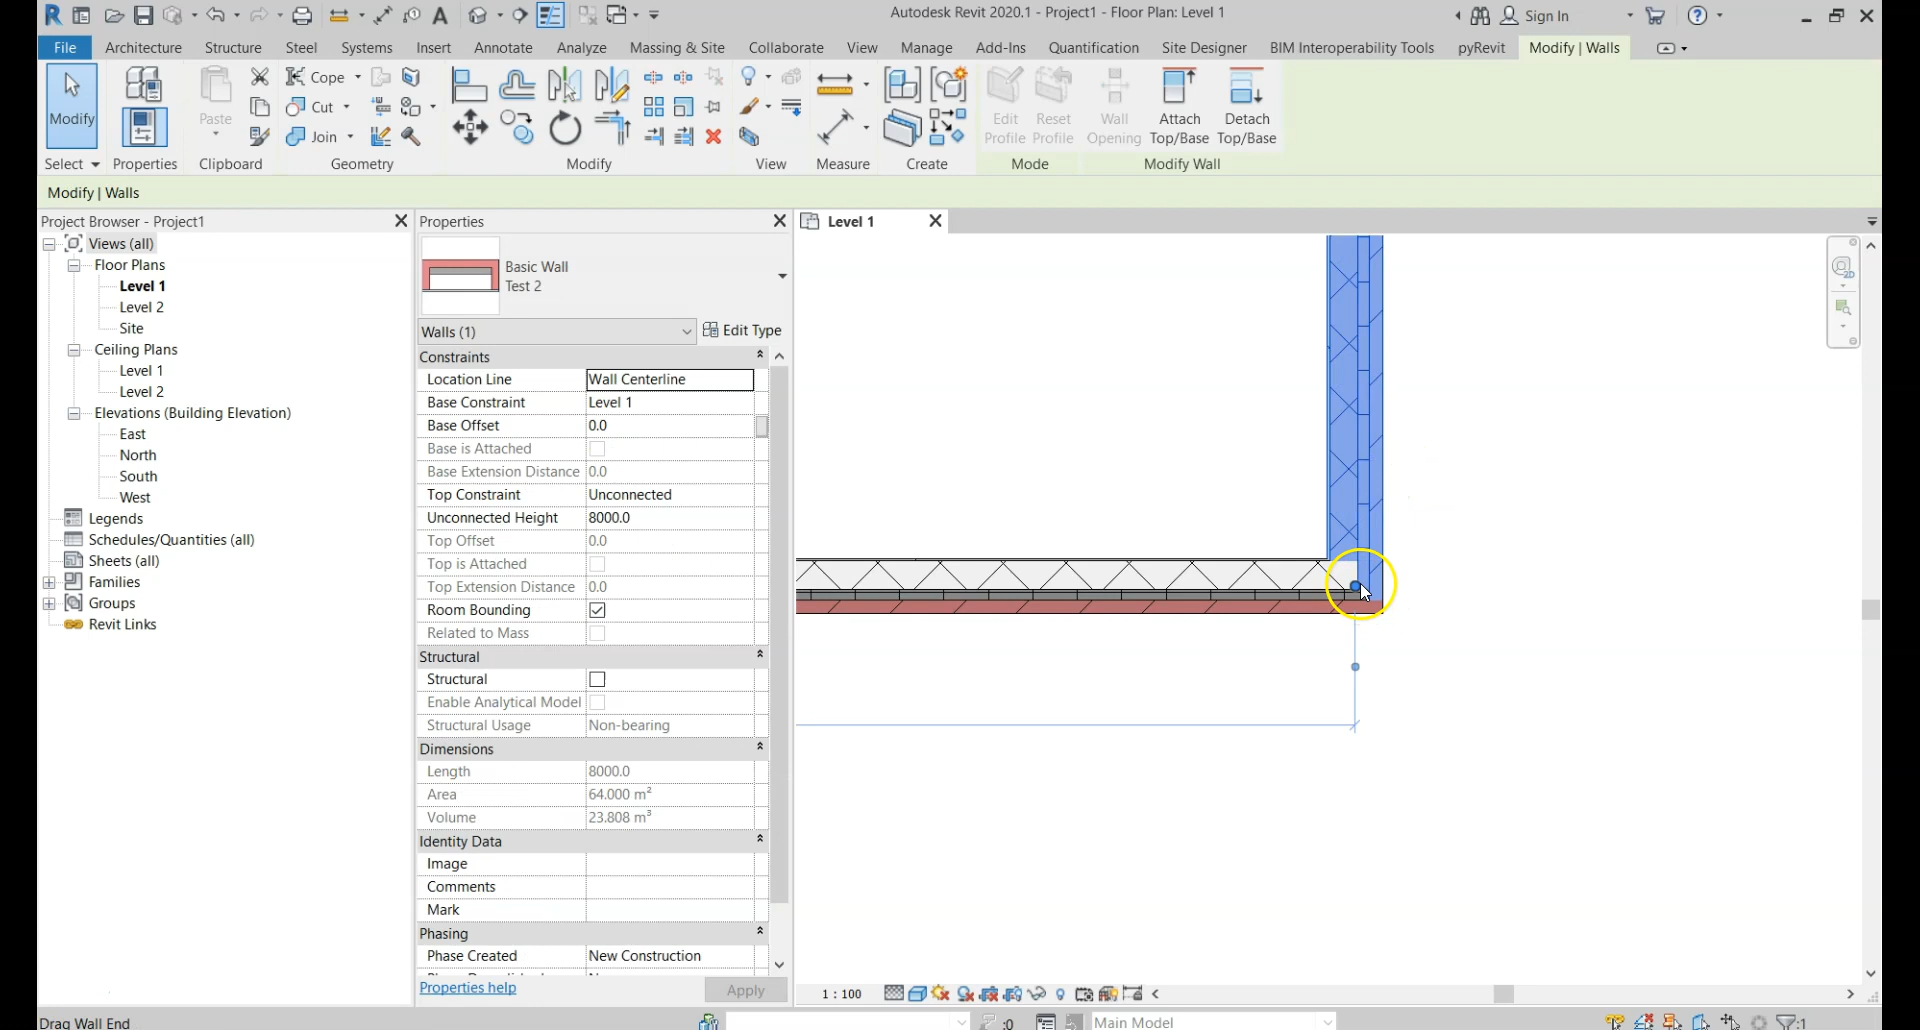 Autodesk Revit 2020.1 - Project1 - Floor Plan: Level 1
Sign In
File Architecture Structure Steel Systems Insert Annotate Analyze Massing & Site Collaborate View Manage Add-Ins Quantification Site Designer BIM Interoperability Tools pyRevit Modify | Walls
Modify
Paste
Cope
Cut
Join
Edit Profile
Reset Profile
Wall Opening
Attach Top/Base
Detach Top/Base
Select Properties Clipboard Geometry Modify View Measure Create Mode Modify Wall
Modify | Walls
Project Browser - Project1
Views (all)
Floor Plans
Level 1
Level 2
Site
Ceiling Plans
Level 1
Level 2
Elevations (Building Elevation)
East
North
South
West
Legends
Schedules/Quantities (all)
Sheets (all)
Families
Groups
Revit Links
Properties
Basic Wall
Test 2
Walls (1) Edit Type
Constraints
Location Line Wall Centerline
Base Constraint Level 1
Base Offset 0.0
Base is Attached
Base Extension Distance 0.0
Top Constraint Unconnected
Unconnected Height 8000.0
Top Offset 0.0
Top is Attached
Top Extension Distance 0.0
Room Bounding
Related to Mass
Structural
Structural
Enable Analytical Model
Structural Usage Non-bearing
Dimensions
Length 8000.0
Area 64.000 m²
Volume 23.808 m³
Identity Data
Image
Comments
Mark
Phasing
Phase Created New Construction
Properties help Apply
Level 1
2D
1 : 100
Drag Wall End
:0
Main Model
:1